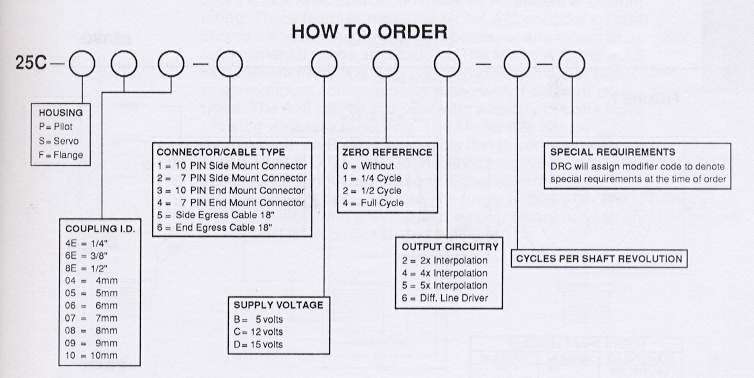 HOW TO ORDER
25C – –  – –
HOUSING
P= Pilot
S= Servo
F= Flange
COUPLING I.D.
4E = 1/4"
6E = 3/8"
8E = 1/2"
04 = 4mm
05 = 5mm
06 = 6mm
07 = 7mm
08 = 8mm
09 = 9mm
10 = 10mm
CONNECTOR/CABLE TYPE
1 = 10 PIN Side Mount Connector
2 = 7 PIN Side Mount Connector
3 = 10 PIN End Mount Connector
4 = 7 PIN End Mount Connector
5 = Side Egress Cable 18"
6 = End Egress Cable 18"
SUPPLY VOLTAGE
B= 5 volts
C= 12 volts
D= 15 volts
ZERO REFERENCE
0 = Without
1 = 1/4 Cycle
2 = 1/2 Cycle
4 = Full Cycle
OUTPUT CIRCUITRY
2 = 2x Interpolation
4 = 4x Interpolation
5 = 5x Interpolation
6 = Diff. Line Driver
CYCLES PER SHAFT REVOLUTION
SPECIAL REQUIREMENTS
DRC will assign modifier code to denote
special requirements at the time of order